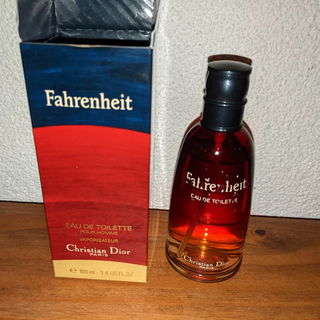 Fahrenheit
EAU DE TOILETTE
POUR HOMME
VAPORISATEUR
Christian Dior
PARIS
e 100 ml - 3.4 US FL.OZ.
Fahrenheit
EAU DE TOILETTE
Christian Dior
PARIS